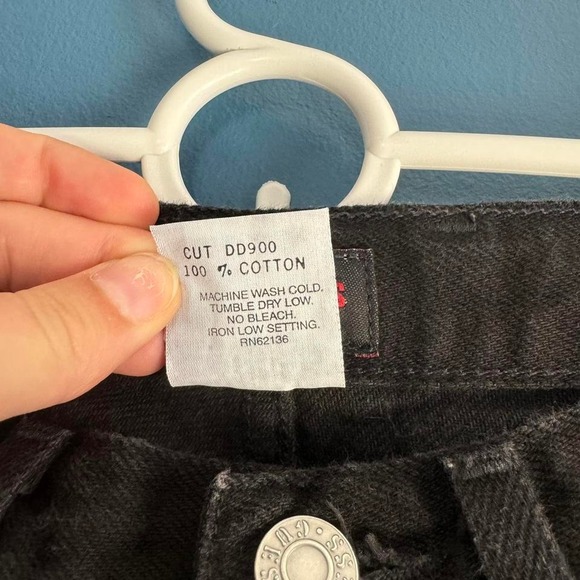 CUT DD900
100 % COTTON
MACHINE WASH COLD.
TUMBLE DRY LOW.
NO BLEACH.
IRON LOW SETTING.
RN62136
S